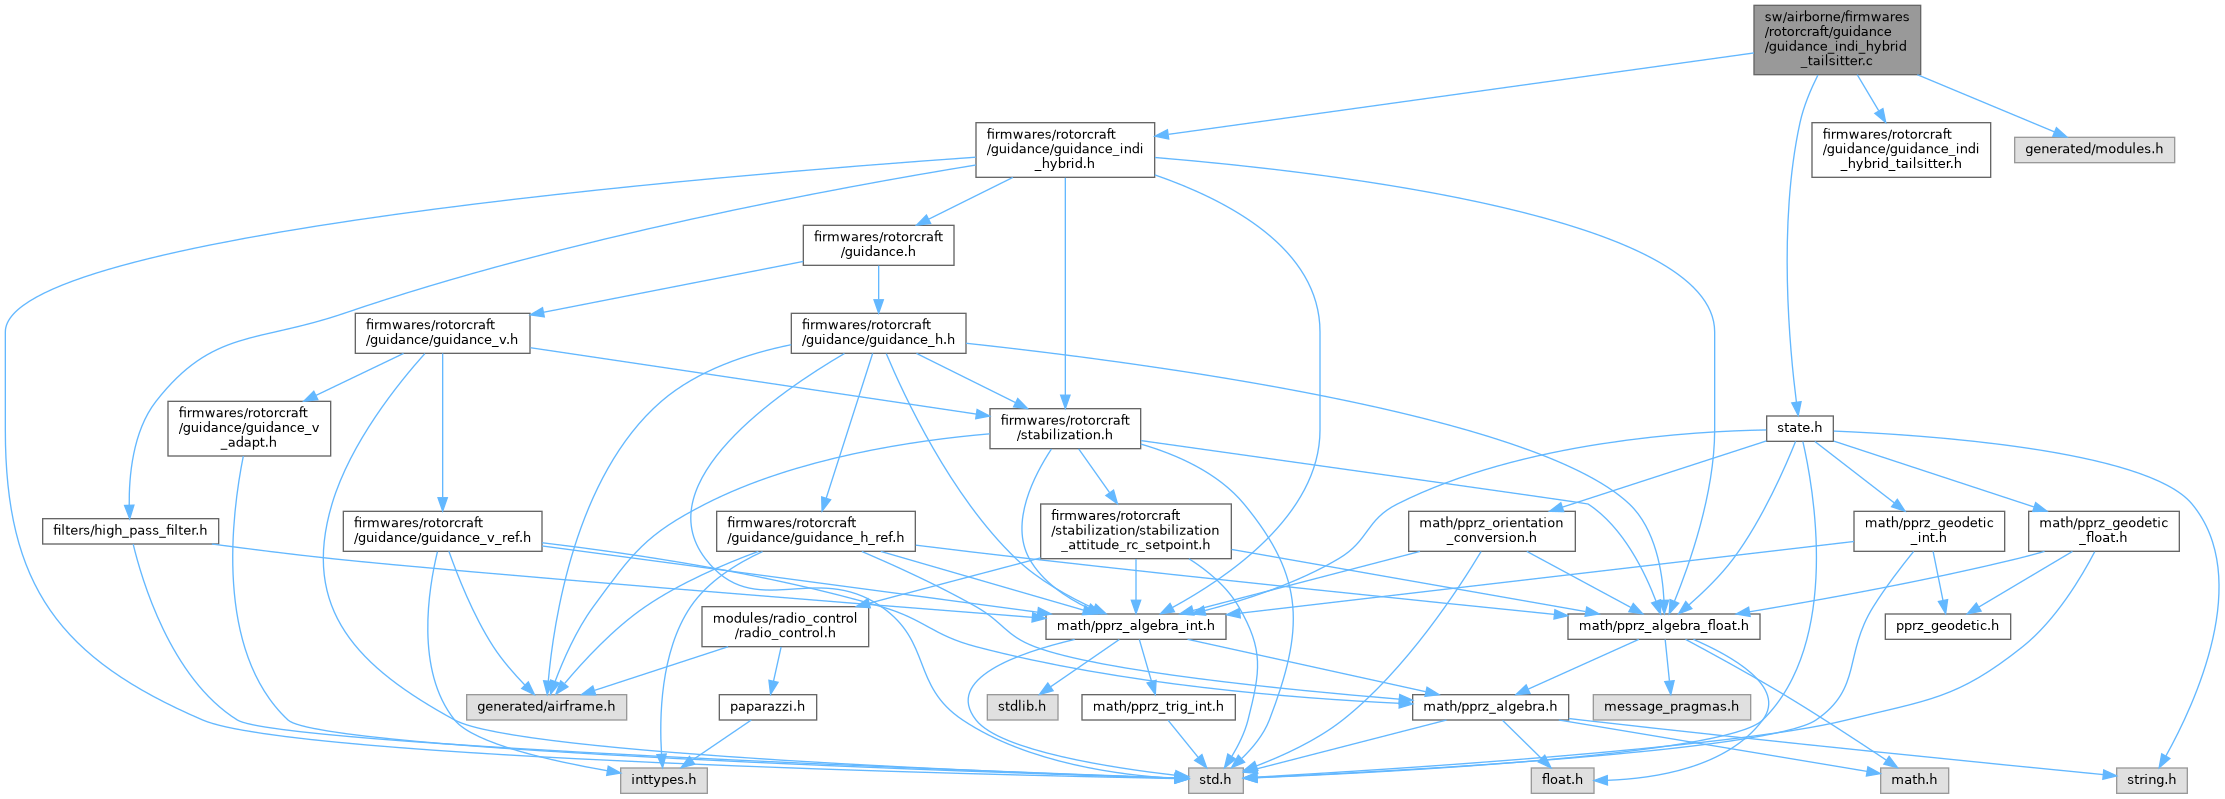 sw/airborne/firmwares
/rotorcraft/guidance
/guidance_indi_hybrid
_tailsitter.c
firmwares/rotorcraft
/guidance/guidance_indi
_hybrid.h
firmwares/rotorcraft
/guidance/guidance_indi
_hybrid_tailsitter.h
generated/modules.h
firmwares/rotorcraft
/guidance.h
firmwares/rotorcraft
/guidance/guidance_v.h
firmwares/rotorcraft
/guidance/guidance_h.h
firmwares/rotorcraft
/guidance/guidance_v
_adapt.h
firmwares/rotorcraft
/stabilization.h
state.h
filters/high_pass_filter.h
firmwares/rotorcraft
/guidance/guidance_v_ref.h
firmwares/rotorcraft
/guidance/guidance_h_ref.h
firmwares/rotorcraft
/stabilization/stabilization
_attitude_rc_setpoint.h
math/pprz_orientation
_conversion.h
math/pprz_geodetic
_int.h
math/pprz_geodetic
_float.h
modules/radio_control
/radio_control.h
math/pprz_algebra_int.h
math/pprz_algebra_float.h
pprz_geodetic.h
generated/airframe.h
paparazzi.h
stdlib.h
math/pprz_trig_int.h
math/pprz_algebra.h
message_pragmas.h
inttypes.h
std.h
float.h
math.h
string.h